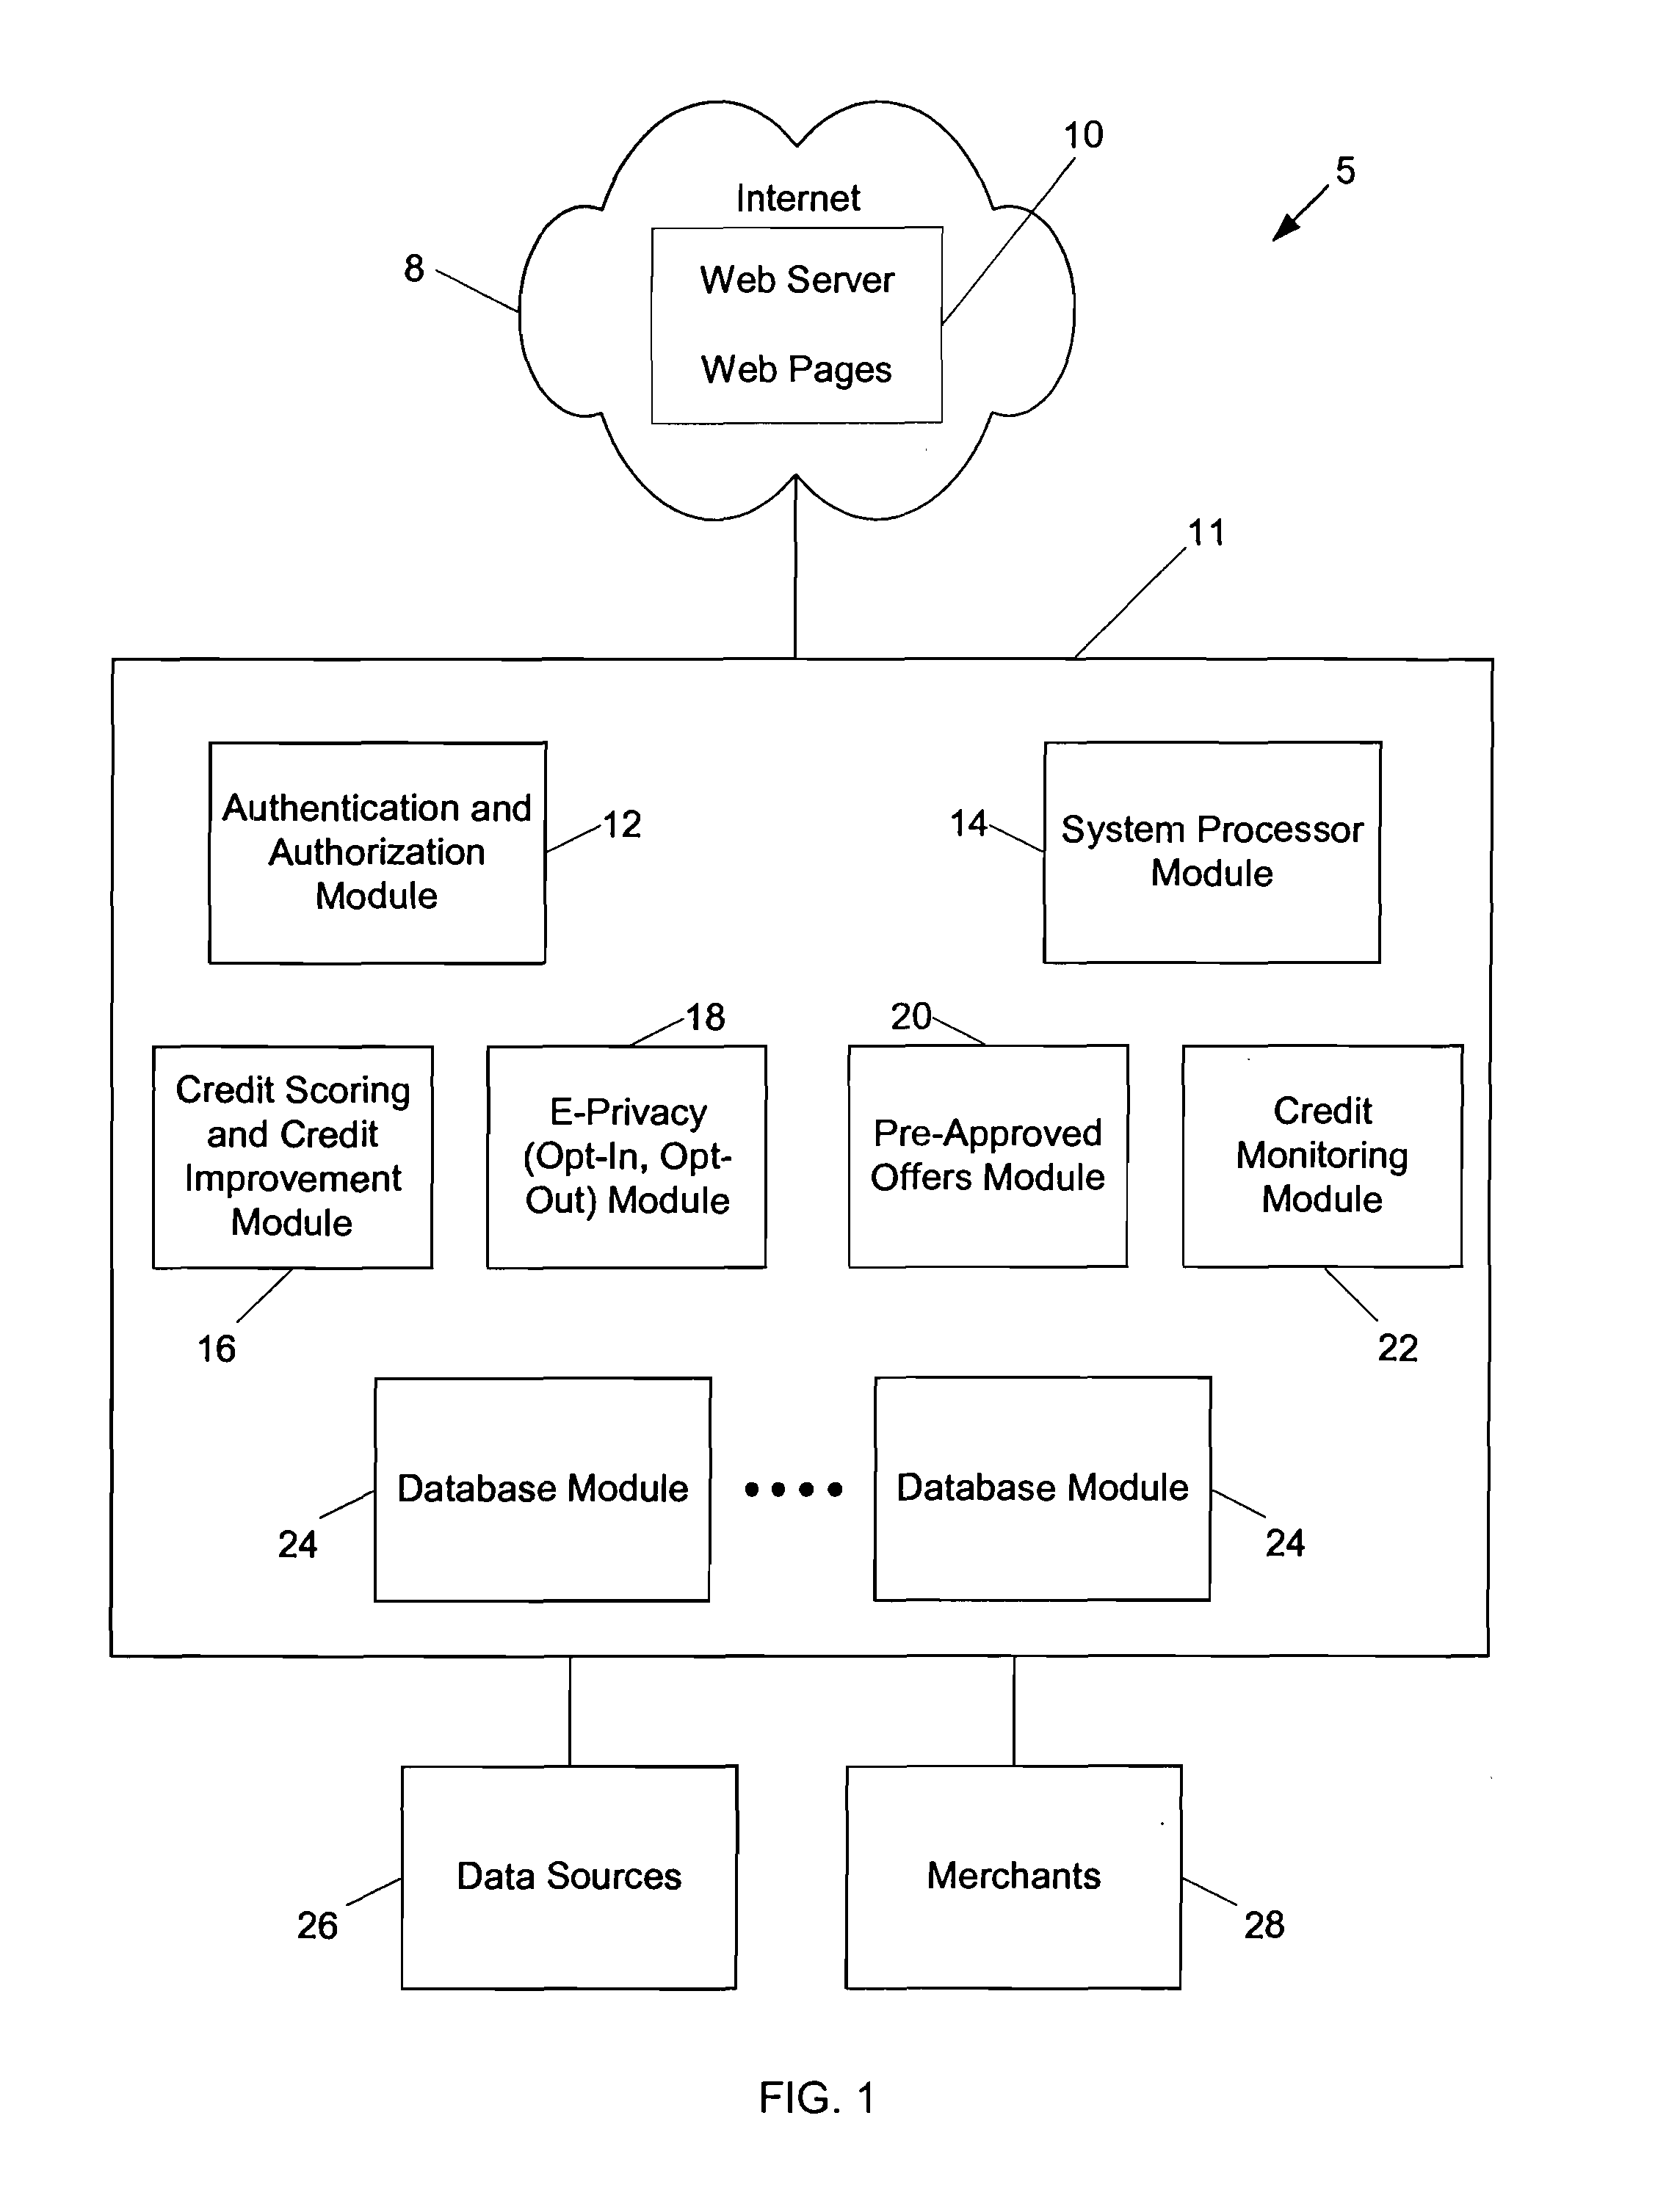 10
5
Internet
8
Web Server
Web Pages
11
Authentication and
Authorization
Module
12
14
System Processor
Module
18
20
Credit Scoring
and Credit
Improvement
Module
E-Privacy
(Opt-In, Opt-
Out) Module
Pre-Approved
Offers Module
Credit
Monitoring
Module
16
22
Database Module
Database Module
24
24
Data Sources
Merchants
26
28
FIG. 1